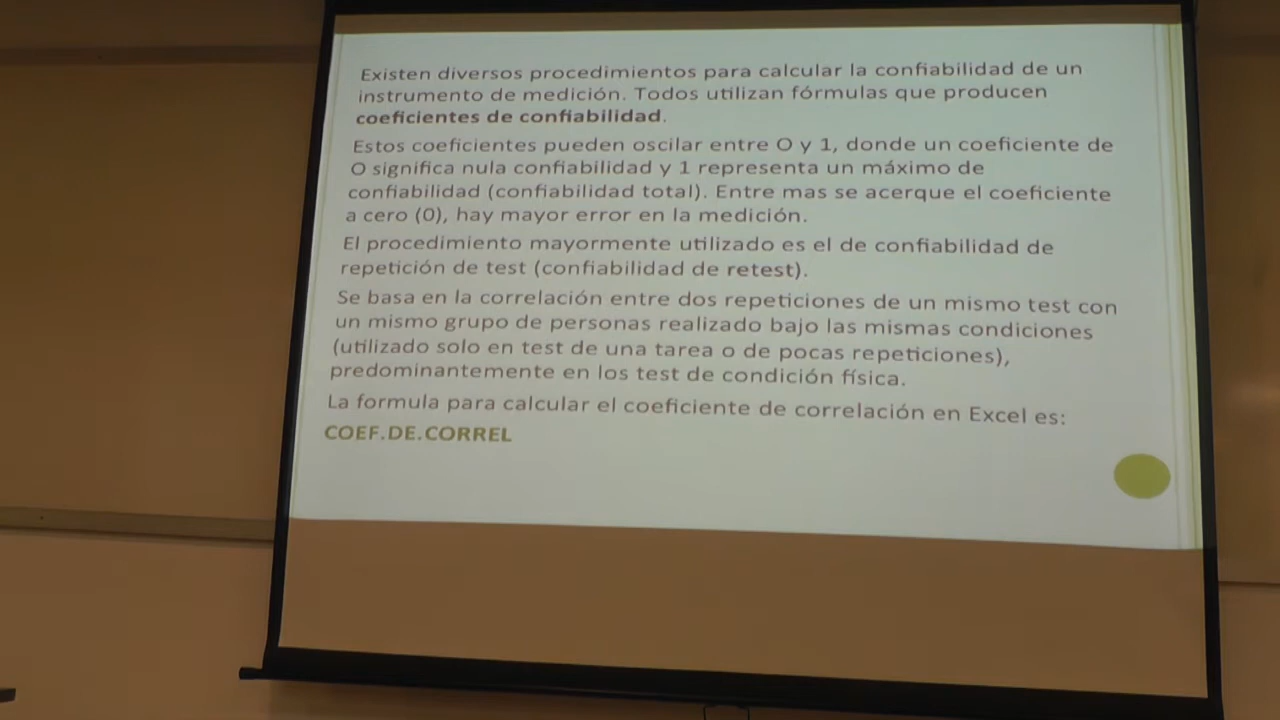 Existen diversos procedimientos para calcular la confiabilidad de un
instrumento de medición. Todos utilizan fórmulas que producen
coeficientes de confiabilidad.
Estos coeficientes pueden oscilar entre O y 1, donde un coeficiente de
O significa nula confiabilidad y 1 representa un máximo de
confiabilidad (confiabilidad total). Entre mas se acerque el coeficiente
a cero (0), hay mayor error en la medición.
El procedimiento mayormente utilizado es el de confiabilidad de
repetición de test (confiabilidad de retest).
Se basa en la correlación entre dos repeticiones de un mismo test con
un mismo grupo de personas realizado bajo las mismas condiciones
(utilizado solo en test de una tarea o de pocas repeticiones),
predominantemente en los test de condición física.
La formula para calcular el coeficiente de correlación en Excel es:
COEF.DE.CORREL